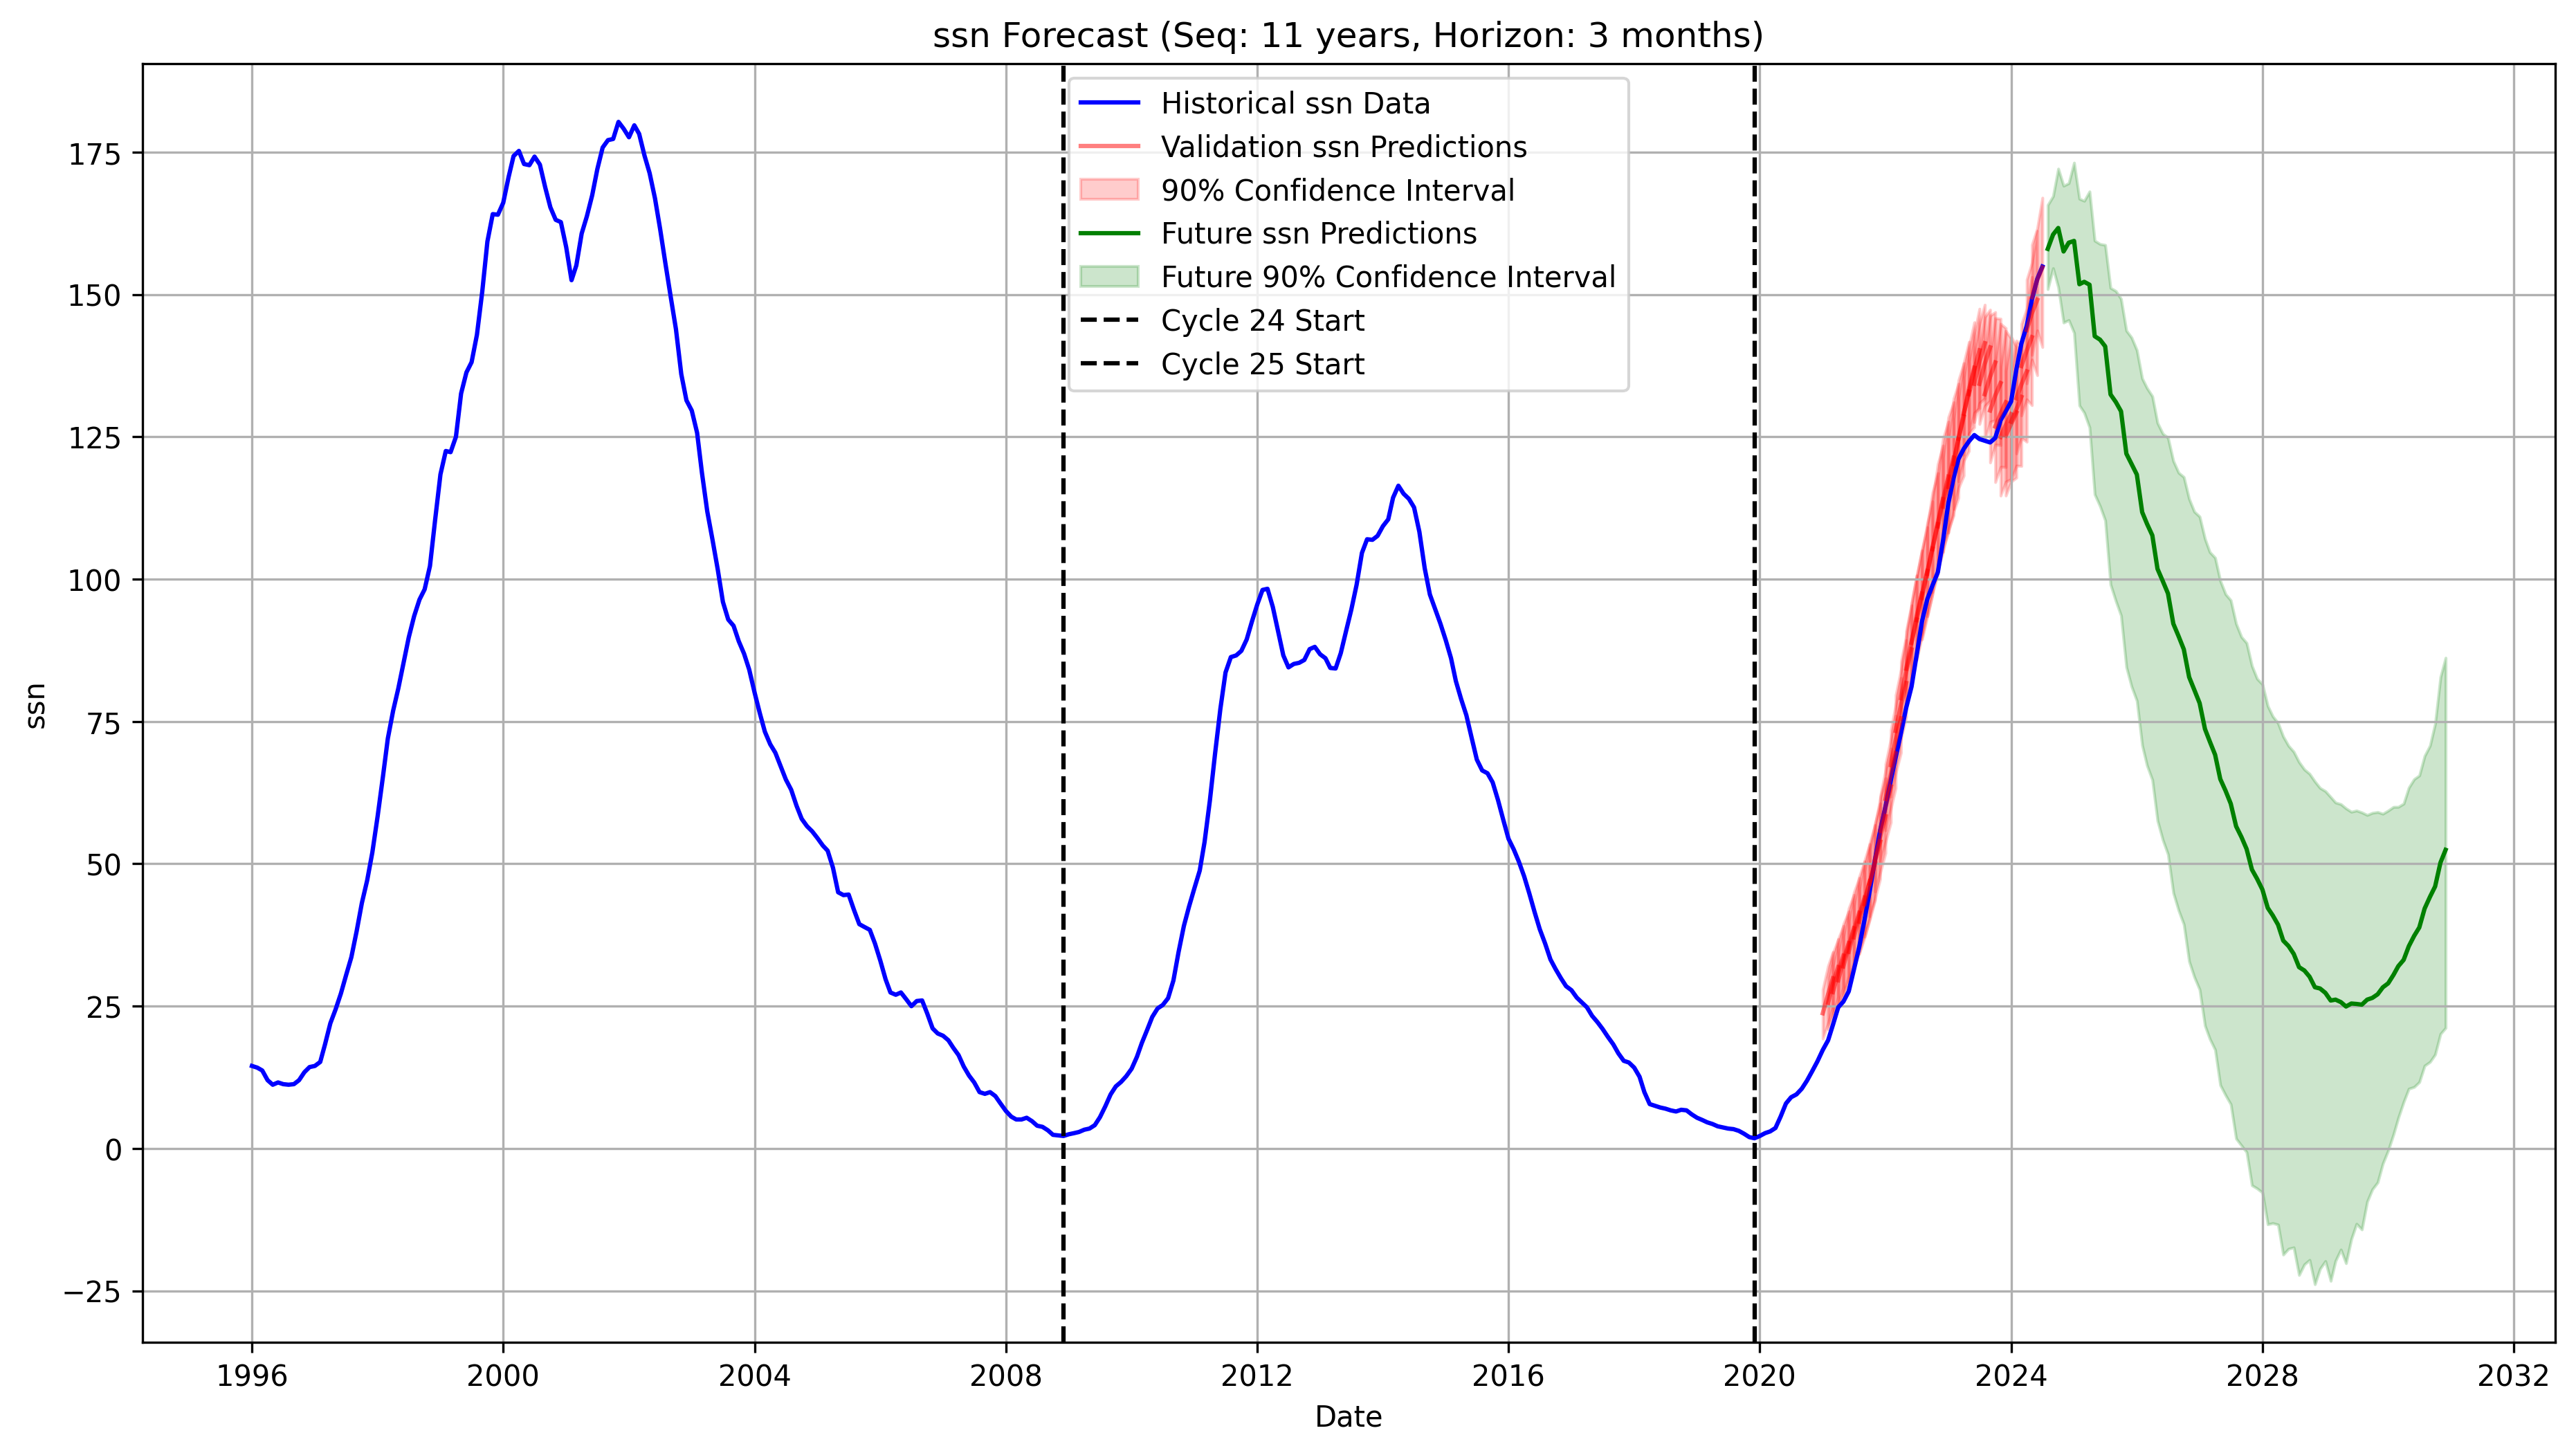 ssn Forecast (Seq: 11 years, Horizon: 3 months)
Historical ssn Data
Validation ssn Predictions
90% Confidence Interval
Future ssn Predictions
Future 90% Confidence Interval
Cycle 24 Start
Cycle 25 Start
175
150
125
100
75
50
25
0
−25
ssn
1996 2000 2004 2008 2012 2016 2020 2024 2028 2032
Date